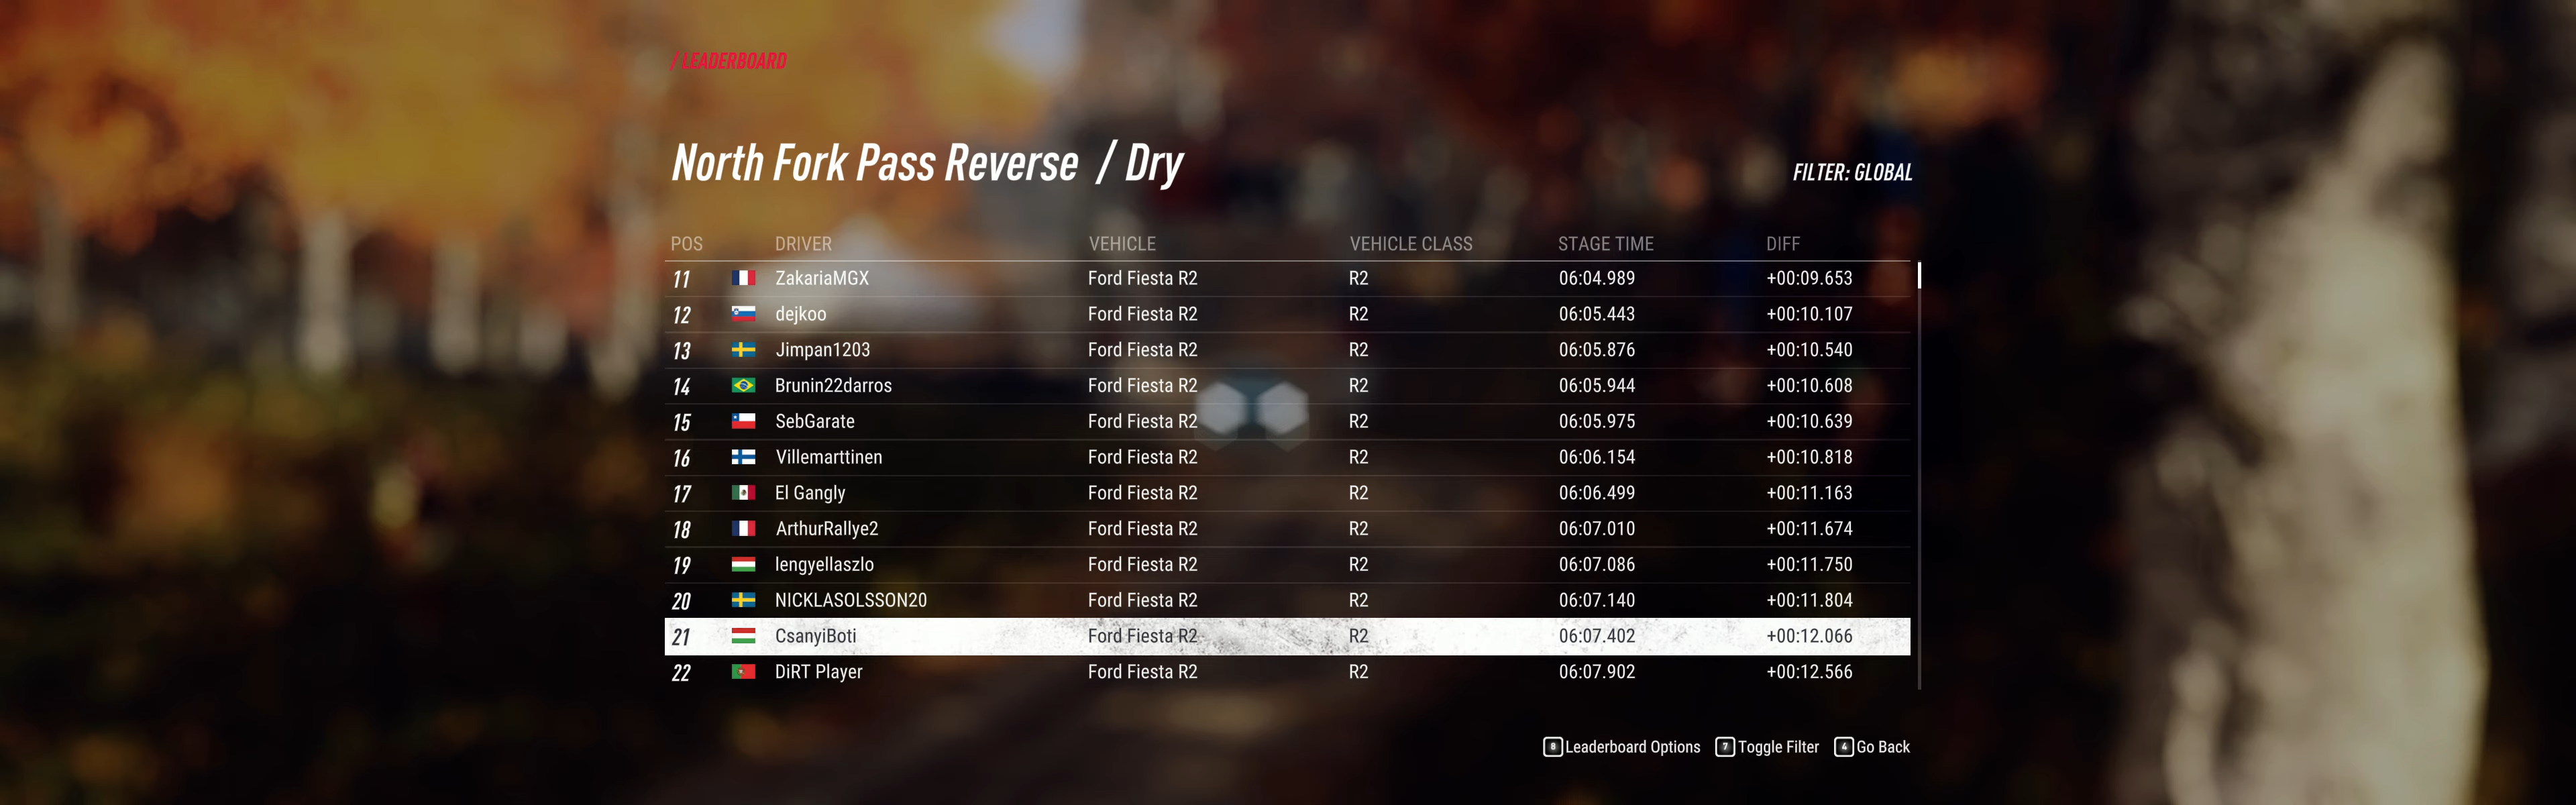 / LEADERBOARD
North Fork Pass Reverse / Dry
FILTER: GLOBAL
POS DRIVER VEHICLE VEHICLE CLASS STAGE TIME DIFF
11 ZakariaMGX Ford Fiesta R2 R2 06:04.989 +00:09.653
12 dejkoo Ford Fiesta R2 R2 06:05.443 +00:10.107
13 Jimpan1203 Ford Fiesta R2 R2 06:05.876 +00:10.540
14 Brunin22darros Ford Fiesta R2 R2 06:05.944 +00:10.608
15 SebGarate Ford Fiesta R2 R2 06:05.975 +00:10.639
16 Villemarttinen Ford Fiesta R2 R2 06:06.154 +00:10.818
17 El Gangly Ford Fiesta R2 R2 06:06.499 +00:11.163
18 ArthurRallye2 Ford Fiesta R2 R2 06:07.010 +00:11.674
19 lengyellaszlo Ford Fiesta R2 R2 06:07.086 +00:11.750
20 NICKLASOLSSON20 Ford Fiesta R2 R2 06:07.140 +00:11.804
21 CsanyiBoti Ford Fiesta R2 R2 06:07.402 +00:12.066
22 DiRT Player Ford Fiesta R2 R2 06:07.902 +00:12.566
8 Leaderboard Options 7 Toggle Filter 4 Go Back